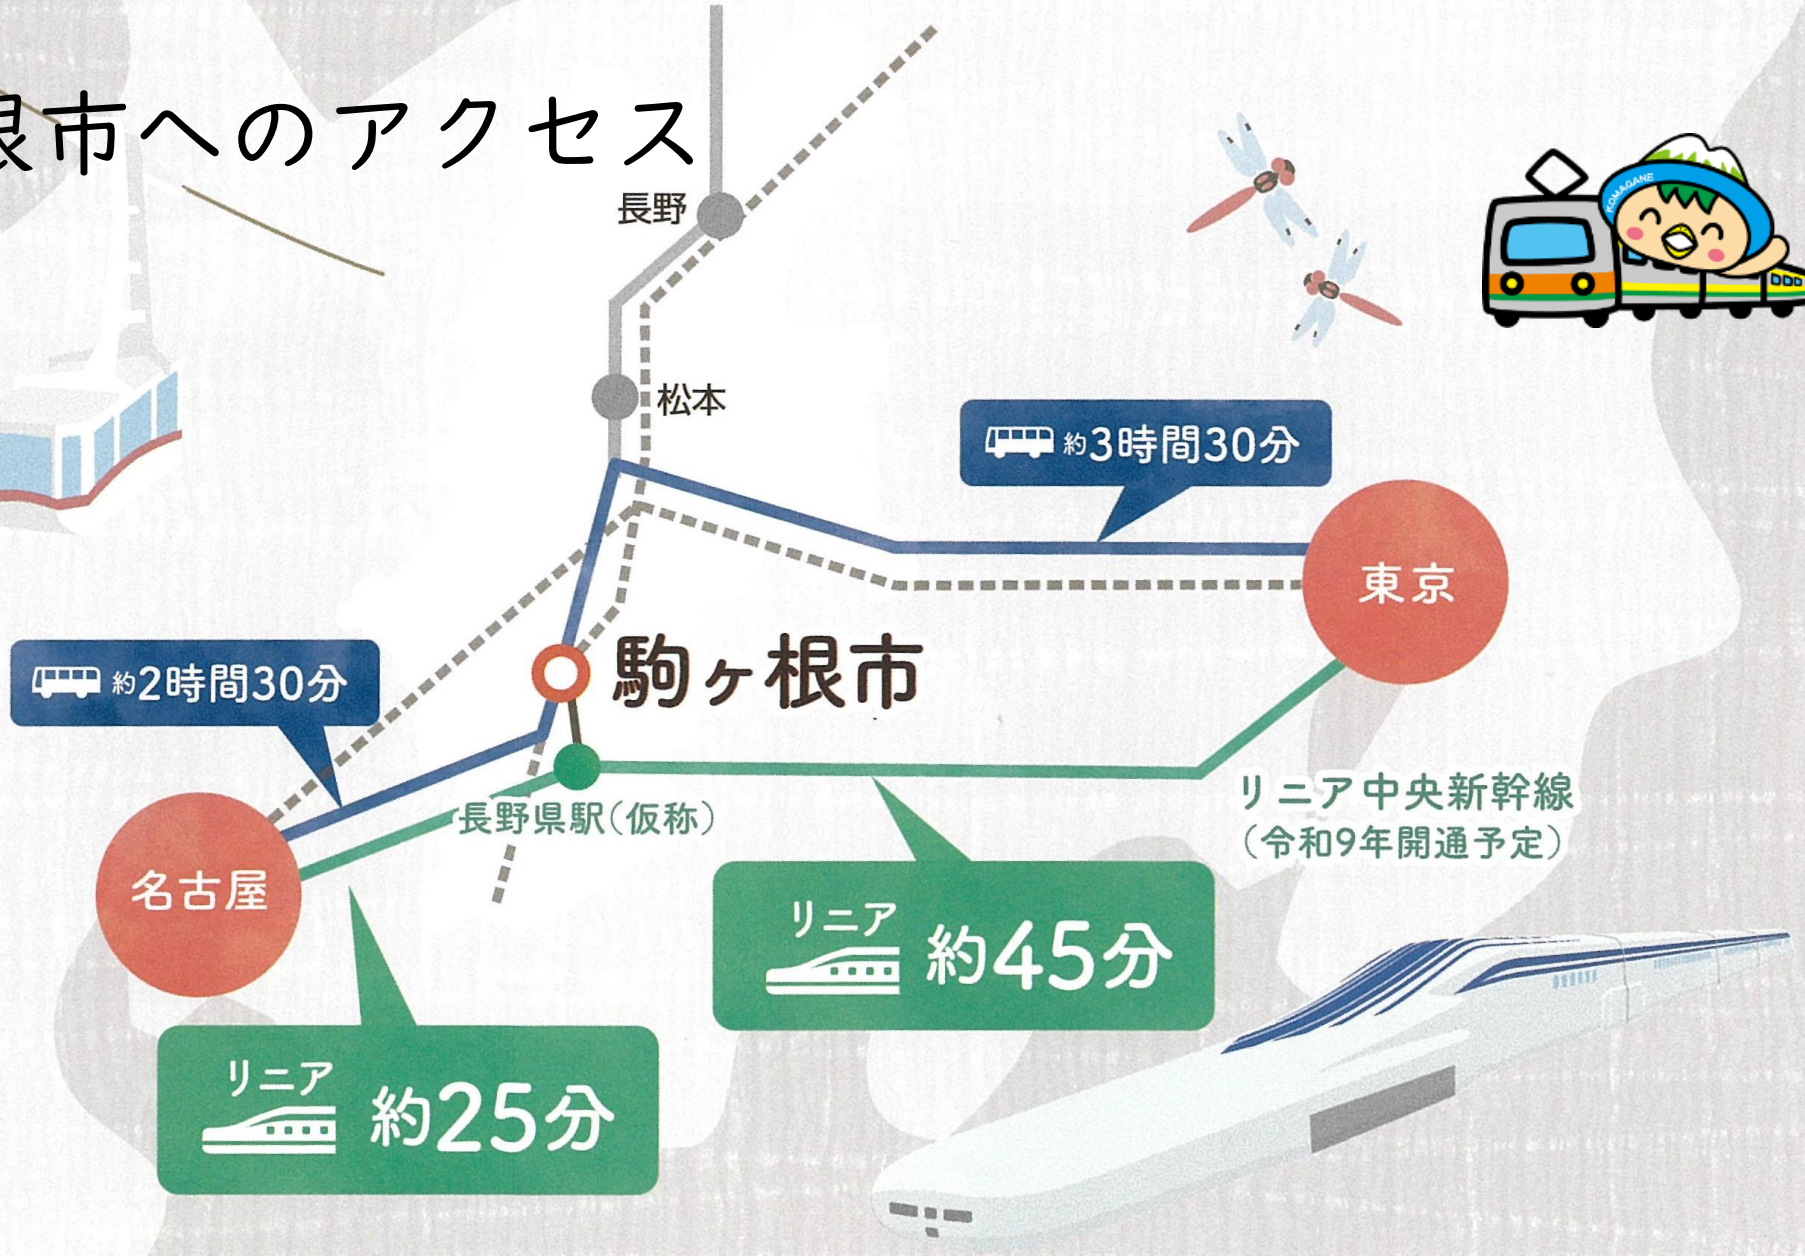 根市へのアクセス
長野
松本
約3時間30分
東京
駒ヶ根市
約2時間30分
長野県駅(仮称)
リニア中央新幹線
(令和9年開通予定)
名古屋
リニア
約45分
リニア
約25分
KOMAGANE